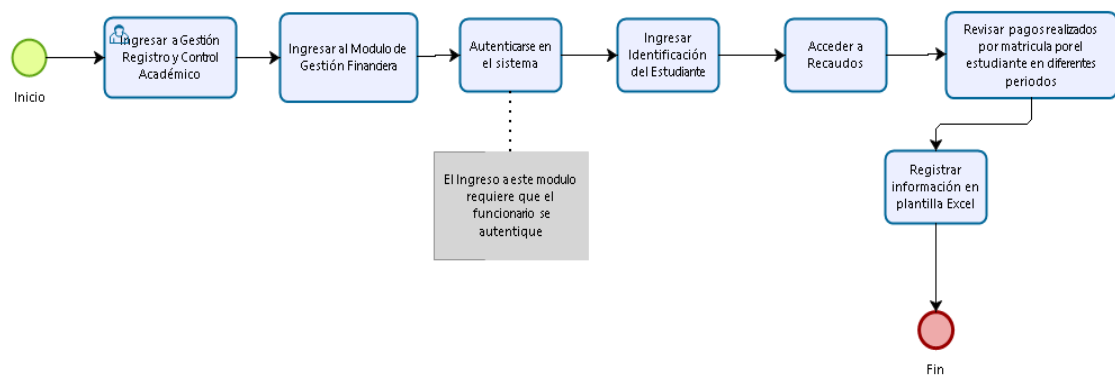 Inicio
Ingresar a Gestión
Registro y Control
Académico
Ingresar al Modulo de
Gestión Financiera
Autenticarse en
el sistema
Ingresar
Identificación
del Estudiante
Acceder a
Recaudos
Revisar pagos realizados
por matricula por el
estudiante en diferentes
periodos
El Ingreso a este modulo
requiere que el
funcionario se
autentique
Registrar
información en
plantilla Excel
Fin